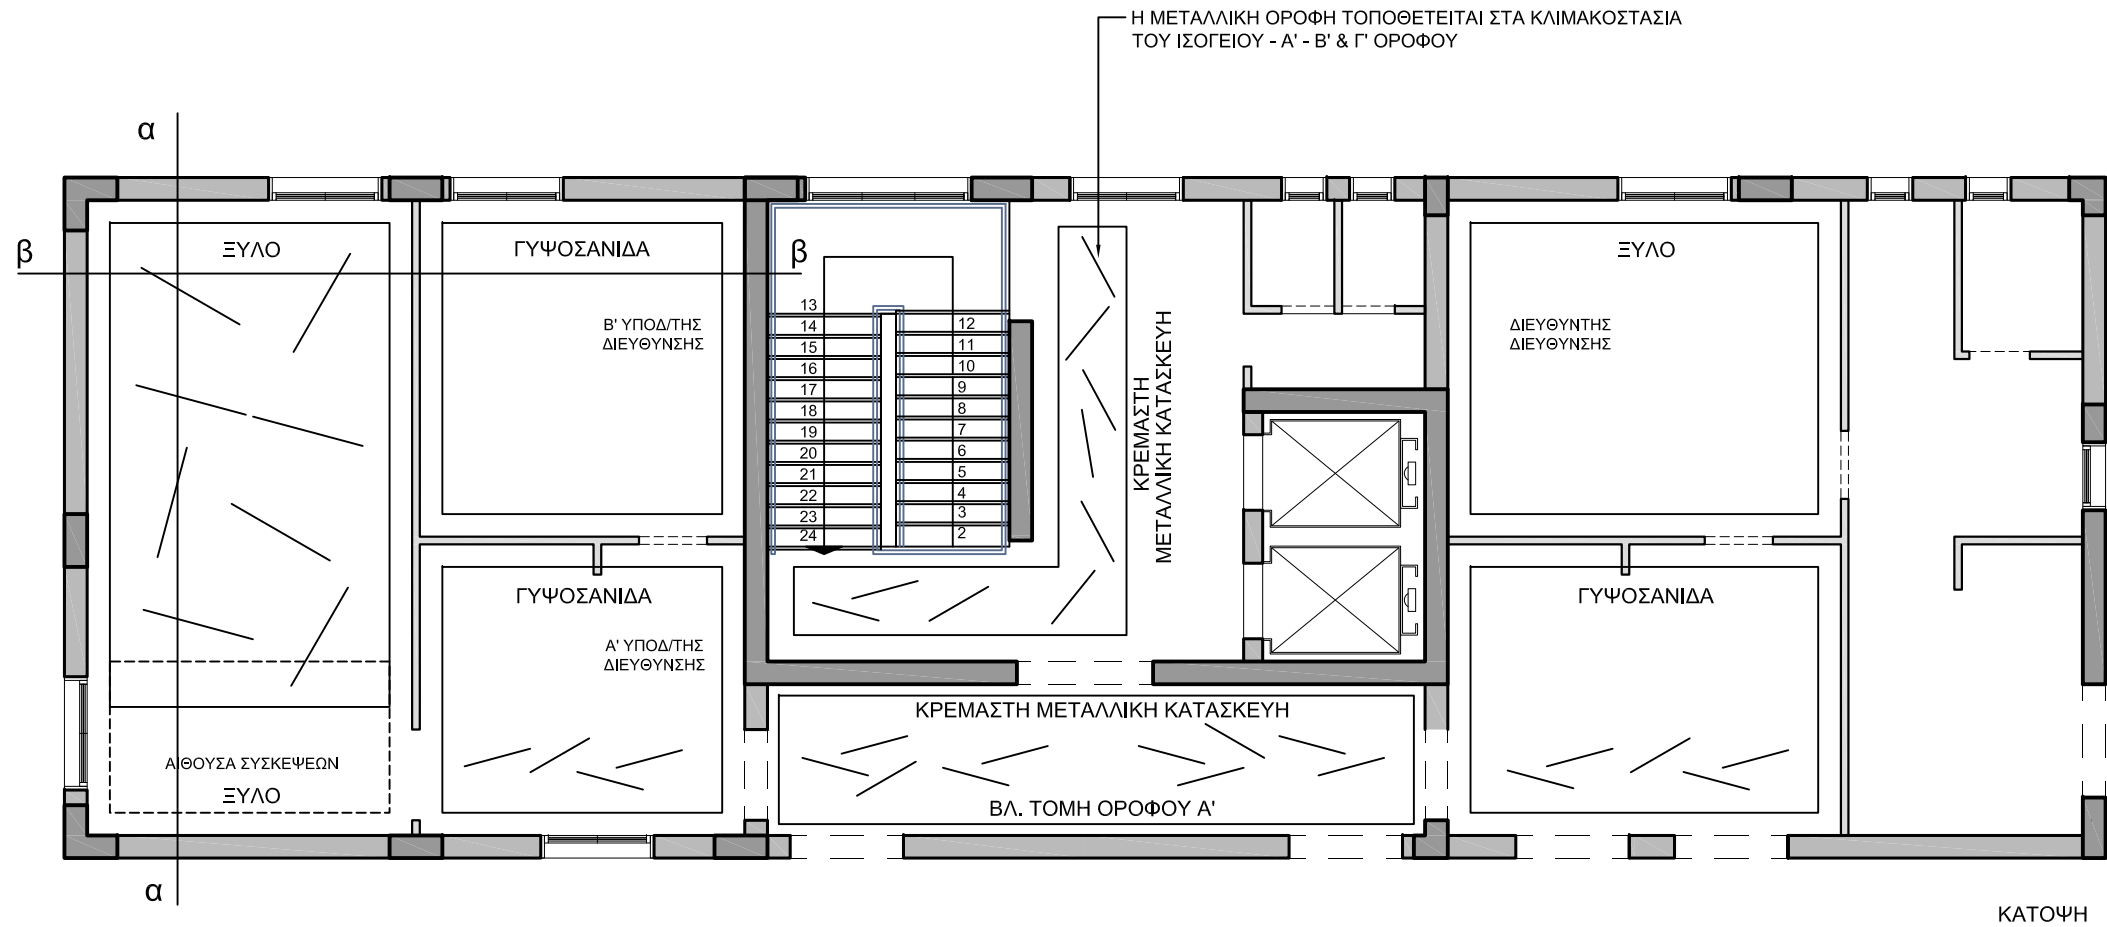 Η ΜΕΤΑΛΛΙΚΗ ΟΡΟΦΗ ΤΟΠΟΘΕΤΕΙΤΑΙ ΣΤΑ ΚΛΙΜΑΚΟΣΤΑΣΙΑ
ΤΟΥ ΙΣΟΓΕΙΟΥ - Α' - Β' & Γ' ΟΡΟΦΟΥ
α
β
β
ΞΥΛΟ
ΓΥΨΟΣΑΝΙΔΑ
Β' ΥΠΟΔ/ΤΗΣ
ΔΙΕΥΘΥΝΣΗΣ
13
14
15
16
17
18
19
20
21
22
23
24
12
11
10
9
8
7
6
5
4
3
2
ΚΡΕΜΑΣΤΗ
ΜΕΤΑΛΛΙΚΗ ΚΑΤΑΣΚΕΥΗ
ΞΥΛΟ
ΔΙΕΥΘΥΝΤΗΣ
ΔΙΕΥΘΥΝΣΗΣ
ΓΥΨΟΣΑΝΙΔΑ
Α' ΥΠΟΔ/ΤΗΣ
ΔΙΕΥΘΥΝΣΗΣ
ΓΥΨΟΣΑΝΙΔΑ
ΚΡΕΜΑΣΤΗ ΜΕΤΑΛΛΙΚΗ ΚΑΤΑΣΚΕΥΗ
ΒΛ. ΤΟΜΗ ΟΡΟΦΟΥ Α'
ΑΙΘΟΥΣΑ ΣΥΣΚΕΨΕΩΝ
ΞΥΛΟ
α
ΚΑΤΟΨΗ